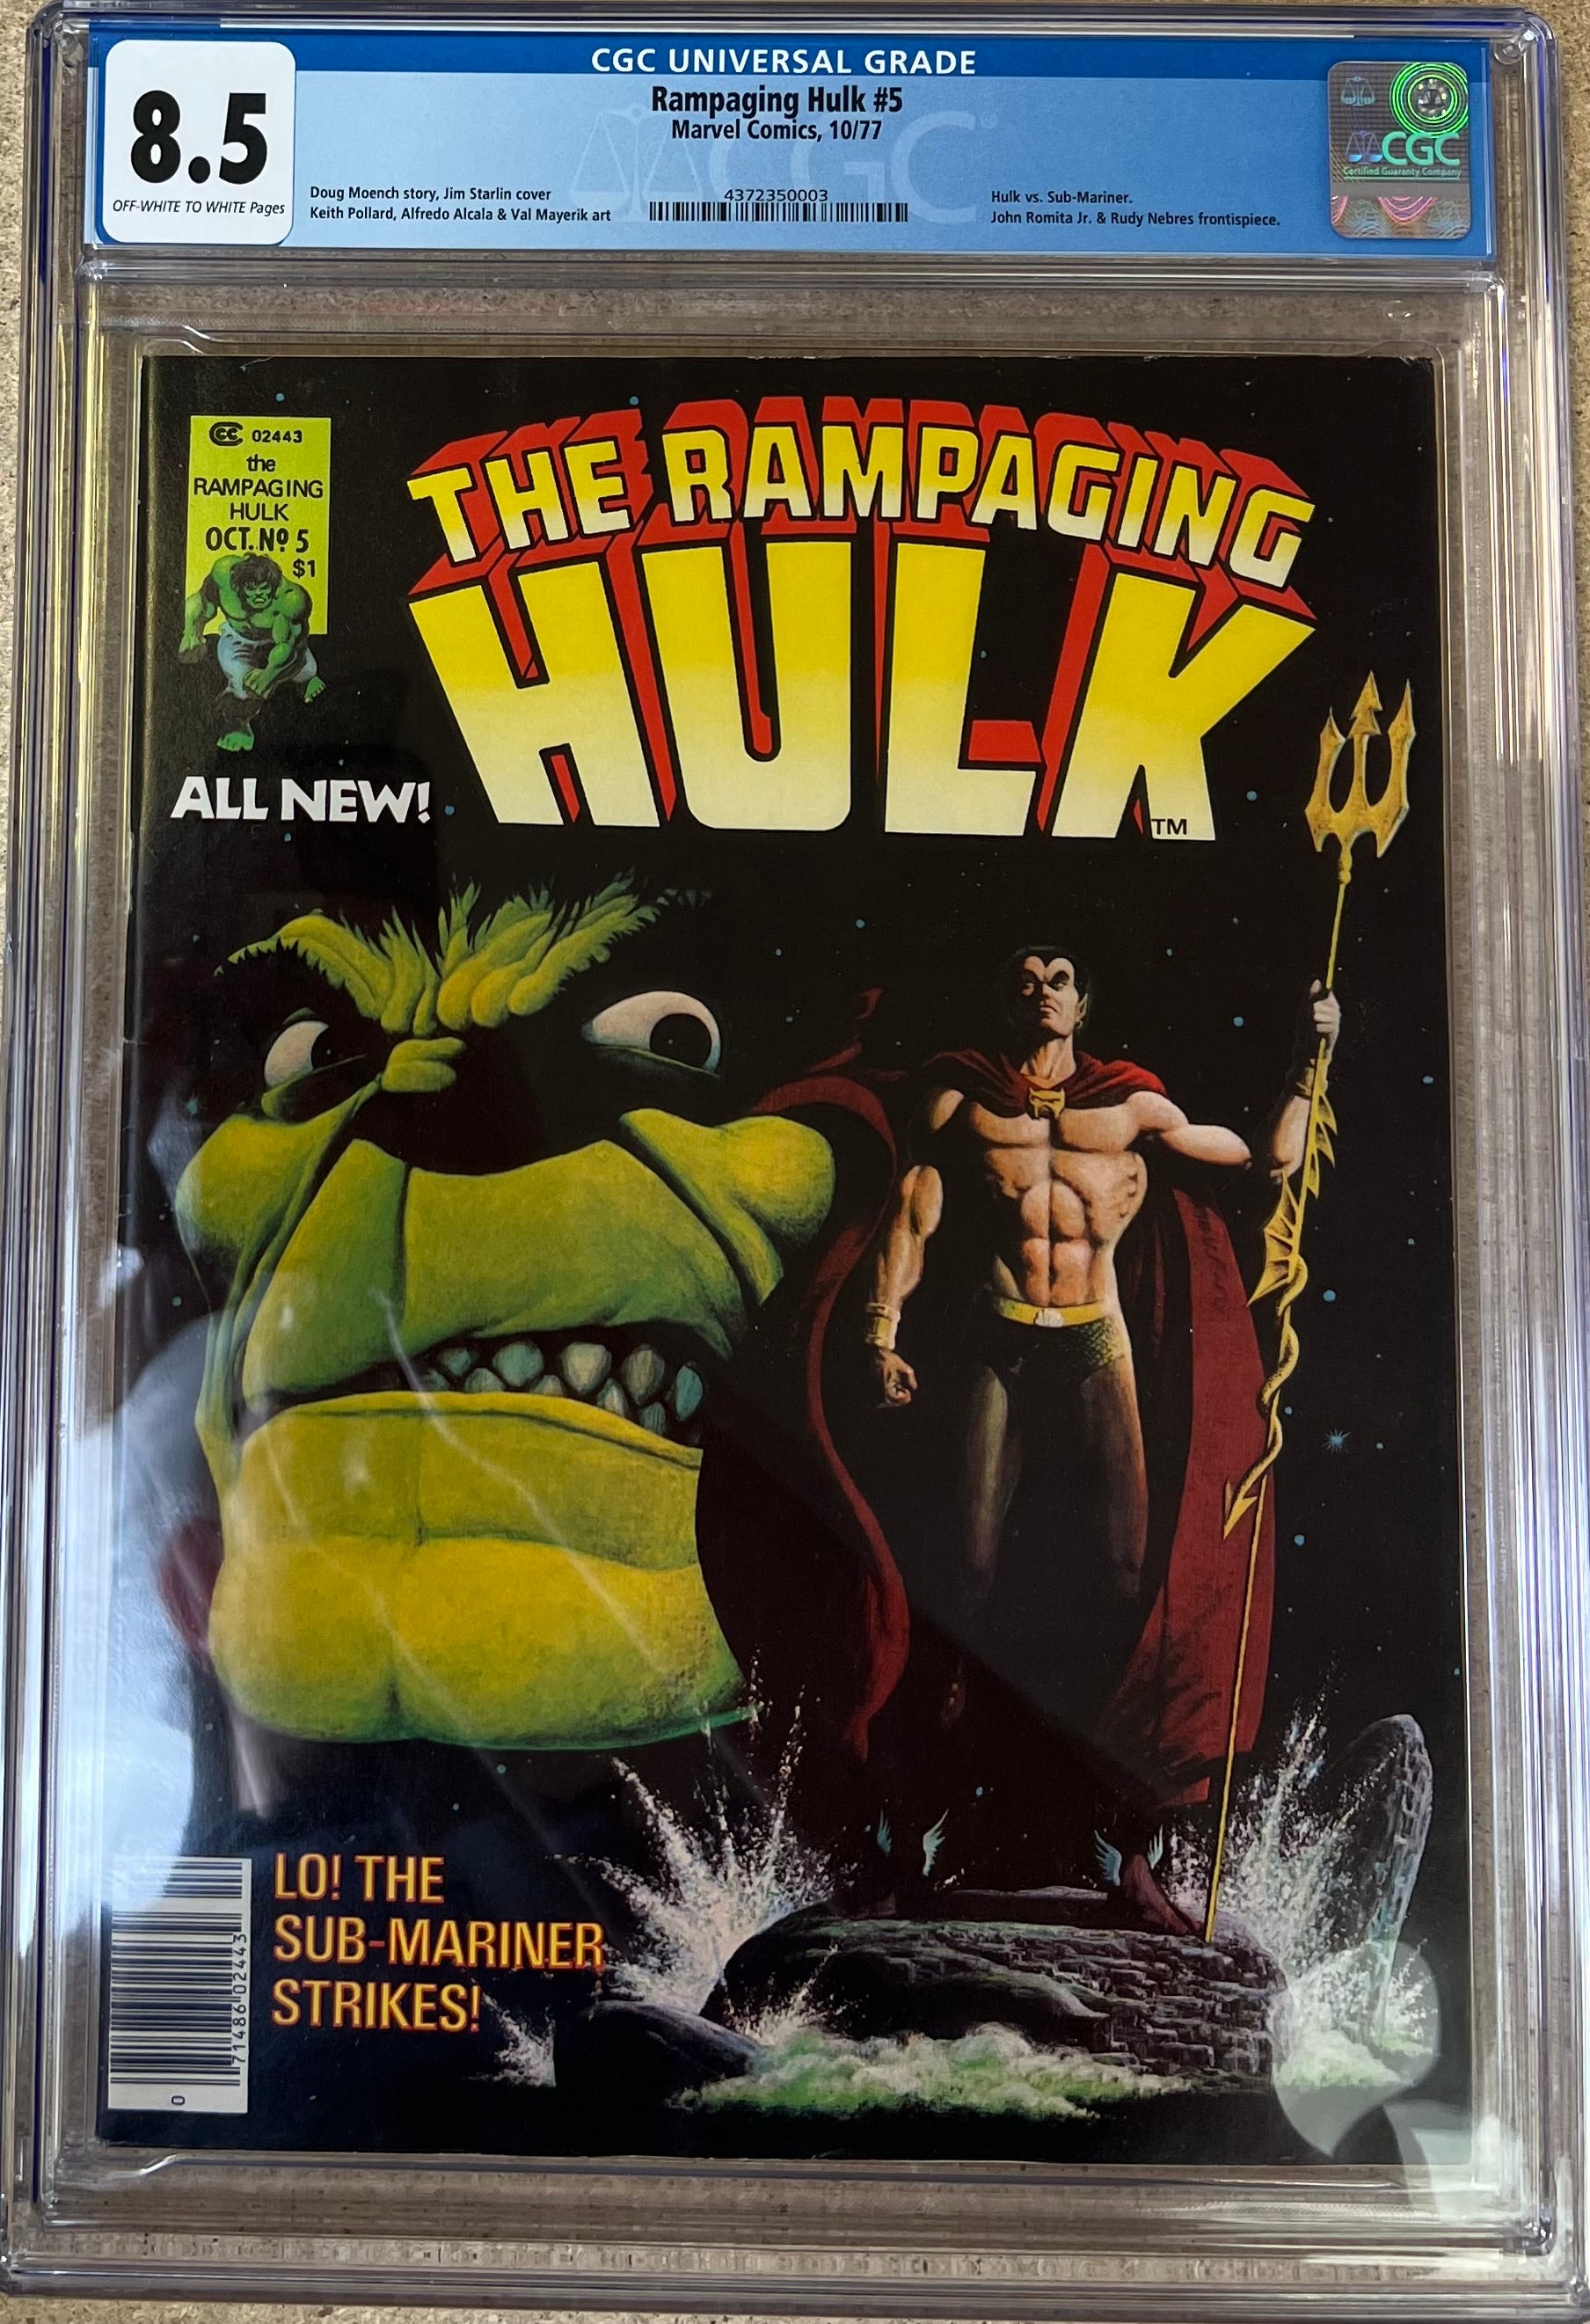 CGC UNIVERSAL GRADE
8.5
OFF-WHITE TO WHITE Pages
Rampaging Hulk #5
Marvel Comics, 10/77
Doug Moench story, Jim Starlin cover
Keith Pollard, Alfredo Alcala & Val Mayerik art
4372350003
Hulk vs. Sub-Mariner.
John Romita Jr. & Rudy Nebres frontispiece.
CGC
CGC
Certified Guaranty Company
CC 02443
the
RAMPAGING
HULK
OCT. Nº 5
$1
THE RAMPAGING
HULK
TM
ALL NEW!
LO! THE
SUB-MARINER
STRIKES!
71486 02443
0